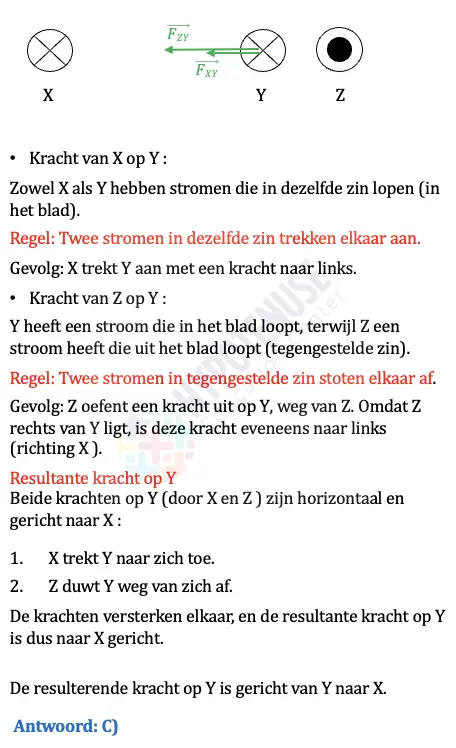 F_ZY
F_XY
X Y Z
• Kracht van X op Y :
Zowel X als Y hebben stromen die in dezelfde zin lopen (in
het blad).
Regel: Twee stromen in dezelfde zin trekken elkaar aan.
Gevolg: X trekt Y aan met een kracht naar links.
• Kracht van Z op Y :
Y heeft een stroom die in het blad loopt, terwijl Z een
stroom heeft die uit het blad loopt (tegengestelde zin).
Regel: Twee stromen in tegengestelde zin stoten elkaar af.
Gevolg: Z oefent een kracht uit op Y, weg van Z. Omdat Z
rechts van Y ligt, is deze kracht eveneens naar links
(richting X ).
Resultante kracht op Y
Beide krachten op Y (door X en Z ) zijn horizontaal en
gericht naar X :
1. X trekt Y naar zich toe.
2. Z duwt Y weg van zich af.
De krachten versterken elkaar, en de resultante kracht op Y
is dus naar X gericht.
De resulterende kracht op Y is gericht van Y naar X.
Antwoord: C)